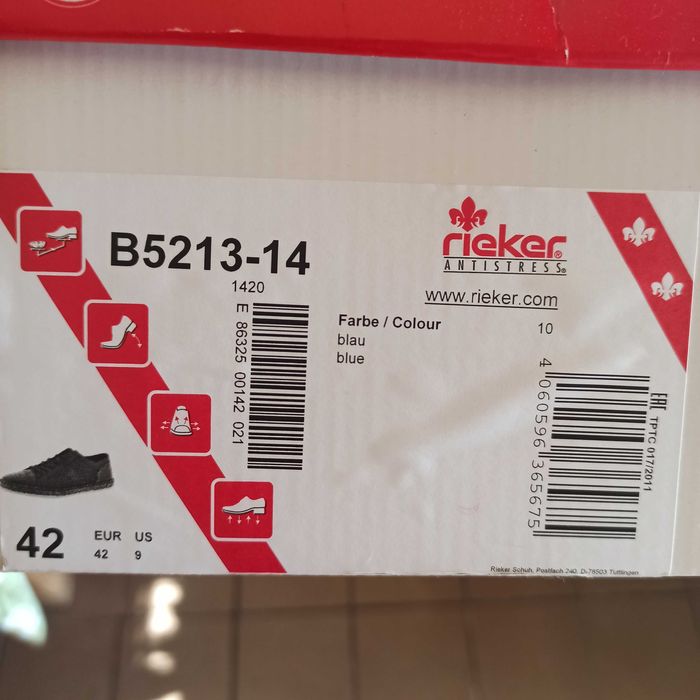 B5213-14
1420
E 86325 00142 021
rieker®
ANTISTRESS®
www.rieker.com
Farbe / Colour 10
blau
blue
4 060596 365675
EAC
TPTC 017/2011
42
EUR US
42 9
Rieker Schuh, Postfach 240, D-78503 Tuttlingen